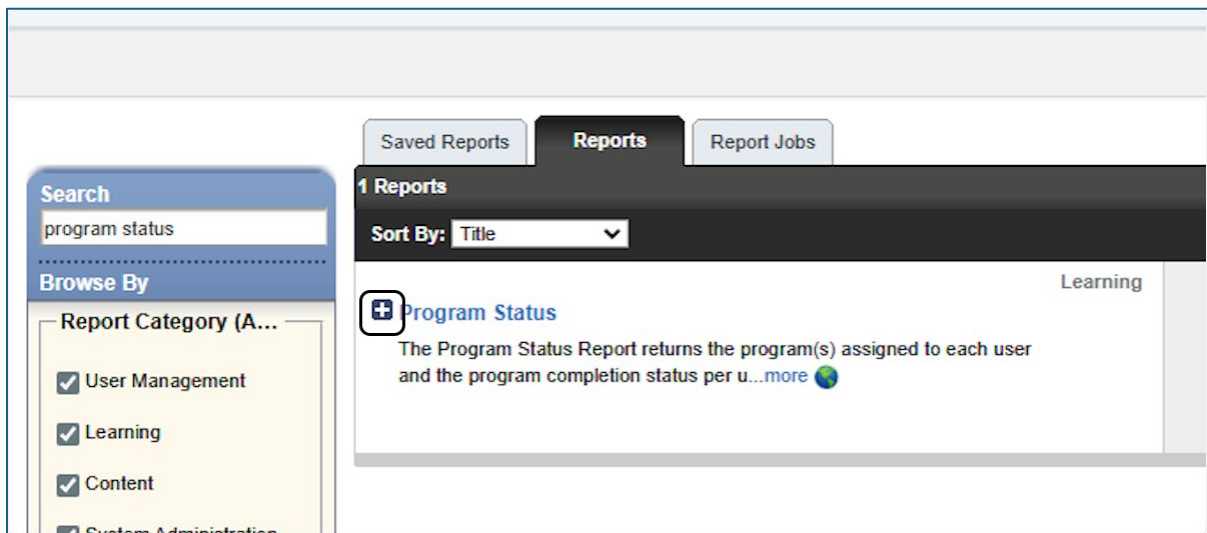 Saved Reports
Reports
Report Jobs
Search
program status
Browse By
Report Category (A...
User Management
Learning
Content
System Administration
1 Reports
Sort By: Title
Learning
Program Status
The Program Status Report returns the program(s) assigned to each user
and the program completion status per u...more